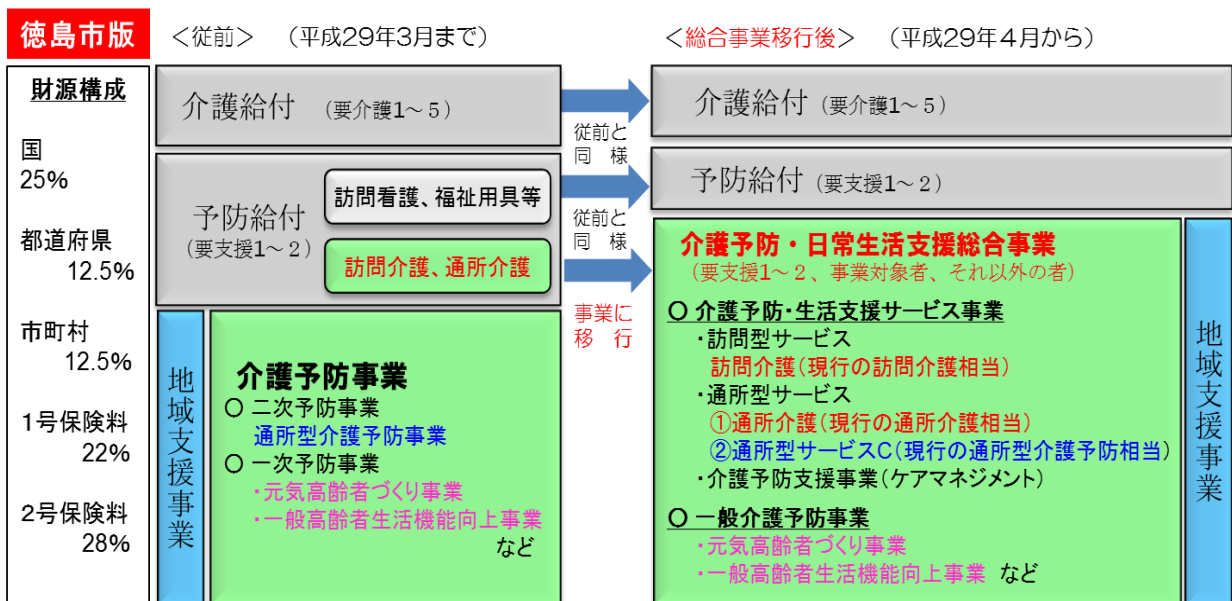 徳島市版
＜従前＞　（平成29年3月まで）
＜総合事業移行後＞　（平成29年4月から）
財源構成
国
25%
都道府県
12.5%
市町村
12.5%
1号保険料
22%
2号保険料
28%
介護給付　（要介護1～5）
予防給付
（要支援1～2）
訪問看護、福祉用具等
訪問介護、通所介護
地域支援事業
介護予防事業
○ 二次予防事業
通所型介護予防事業
○ 一次予防事業
・元気高齢者づくり事業
・一般高齢者生活機能向上事業
など
従前と
同　様
従前と
同　様
事業に
移　行
介護給付（要介護1～5）
予防給付（要支援1～2）
介護予防・日常生活支援総合事業
（要支援1～2、事業対象者、それ以外の者）
○ 介護予防・生活支援サービス事業
・訪問型サービス
訪問介護（現行の訪問介護相当）
・通所型サービス
①通所介護（現行の通所介護相当）
②通所型サービスC（現行の通所型介護予防相当）
・介護予防支援事業（ケアマネジメント）
○ 一般介護予防事業
・元気高齢者づくり事業
・一般高齢者生活機能向上事業　など
地域支援事業